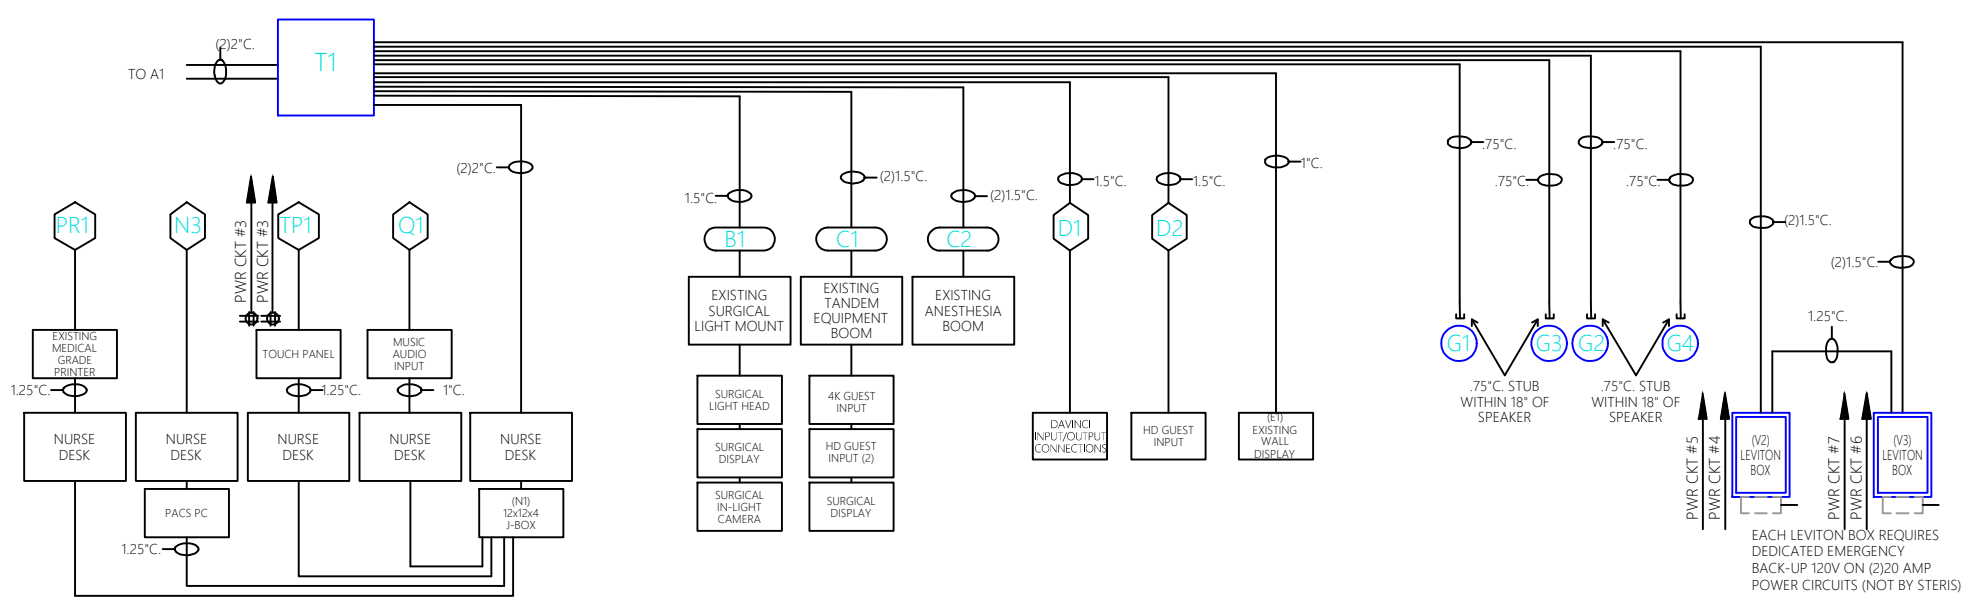 (2)2"C.
TO A1
T1
(2)2"C.
PR1
N3
PWR CKT #3
PWR CKT #3
TP1
Q1
EXISTING
MEDICAL
GRADE
PRINTER
TOUCH PANEL
MUSIC
AUDIO
INPUT
1.25"C.
1.25"C.
1"C.
NURSE
DESK
NURSE
DESK
NURSE
DESK
NURSE
DESK
NURSE
DESK
PACS PC
(N1)
12x12x4
J-BOX
1.25"C.
1.5"C.
(2)1.5"C.
(2)1.5"C.
1.5"C.
1.5"C.
1"C.
B1
C1
C2
D1
D2
EXISTING
SURGICAL
LIGHT MOUNT
EXISTING
TANDEM
EQUIPMENT
BOOM
EXISTING
ANESTHESIA
BOOM
SURGICAL
LIGHT HEAD
SURGICAL
DISPLAY
SURGICAL
IN-LIGHT
CAMERA
4K GUEST
INPUT
HD GUEST
INPUT (2)
SURGICAL
DISPLAY
DAVINCI
INPUT/OUTPUT
CONNECTIONS
HD GUEST
INPUT
(E1)
EXISTING
WALL
DISPLAY
.75"C.
.75"C.
.75"C.
.75"C.
(2)1.5"C.
(2)1.5"C.
G1
G3
G2
G4
.75"C. STUB
WITHIN 18" OF
SPEAKER
.75"C. STUB
WITHIN 18" OF
SPEAKER
1.25"C.
PWR CKT #5
PWR CKT #4
(V2)
LEVITON
BOX
PWR CKT #7
PWR CKT #6
(V3)
LEVITON
BOX
EACH LEVITON BOX REQUIRES
DEDICATED EMERGENCY
BACK-UP 120V ON (2)20 AMP
POWER CIRCUITS (NOT BY STERIS)